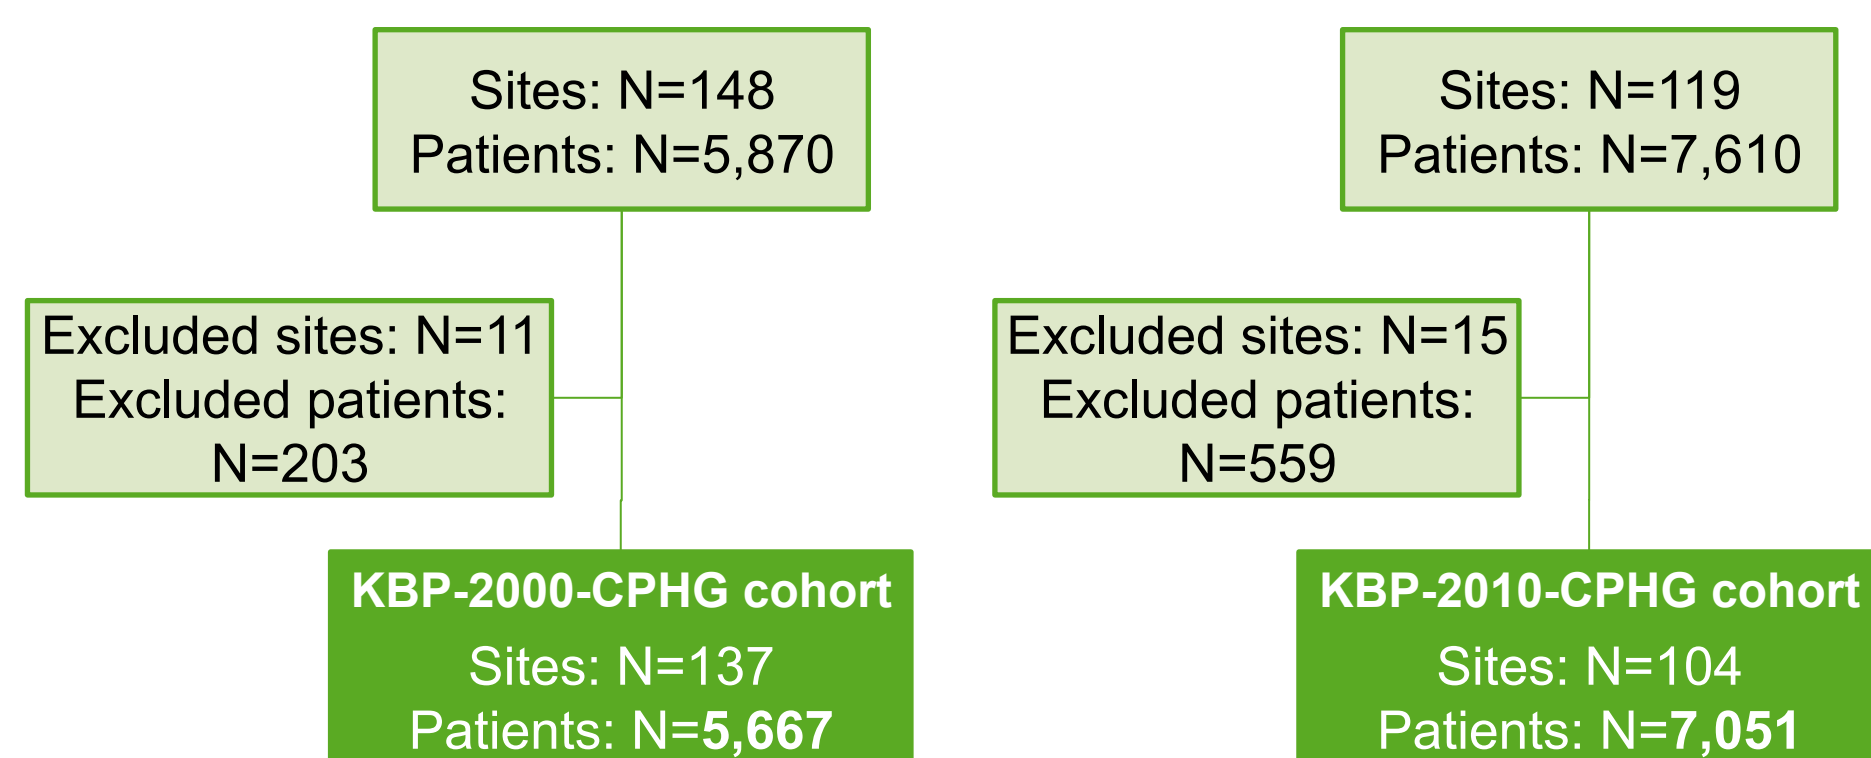 Sites: N=148
Patients: N=5,870
Excluded sites: N=11
Excluded patients:
N=203
KBP-2000-CPHG cohort
Sites: N=137
Patients: N=5,667
Sites: N=119
Patients: N=7,610
Excluded sites: N=15
Excluded patients:
N=559
KBP-2010-CPHG cohort
Sites: N=104
Patients: N=7,051